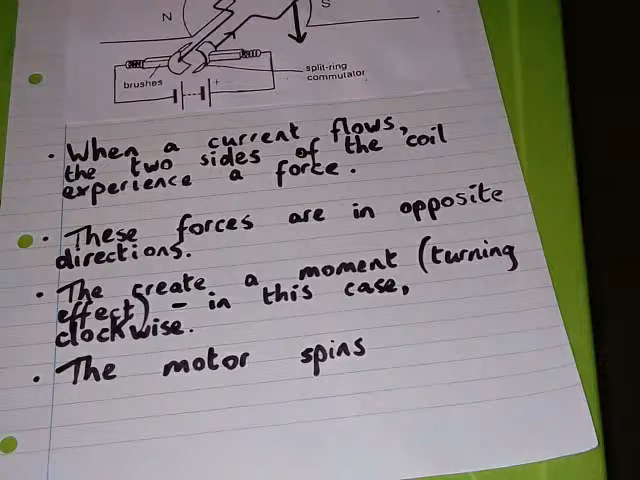 N
S
brushes
+
split-ring
commutator
• When a current flows,
the two sides of the coil
experience a force.
• These forces are in opposite
directions.
• The create a moment (turning
effect) – in this case,
clockwise.
• The motor spins